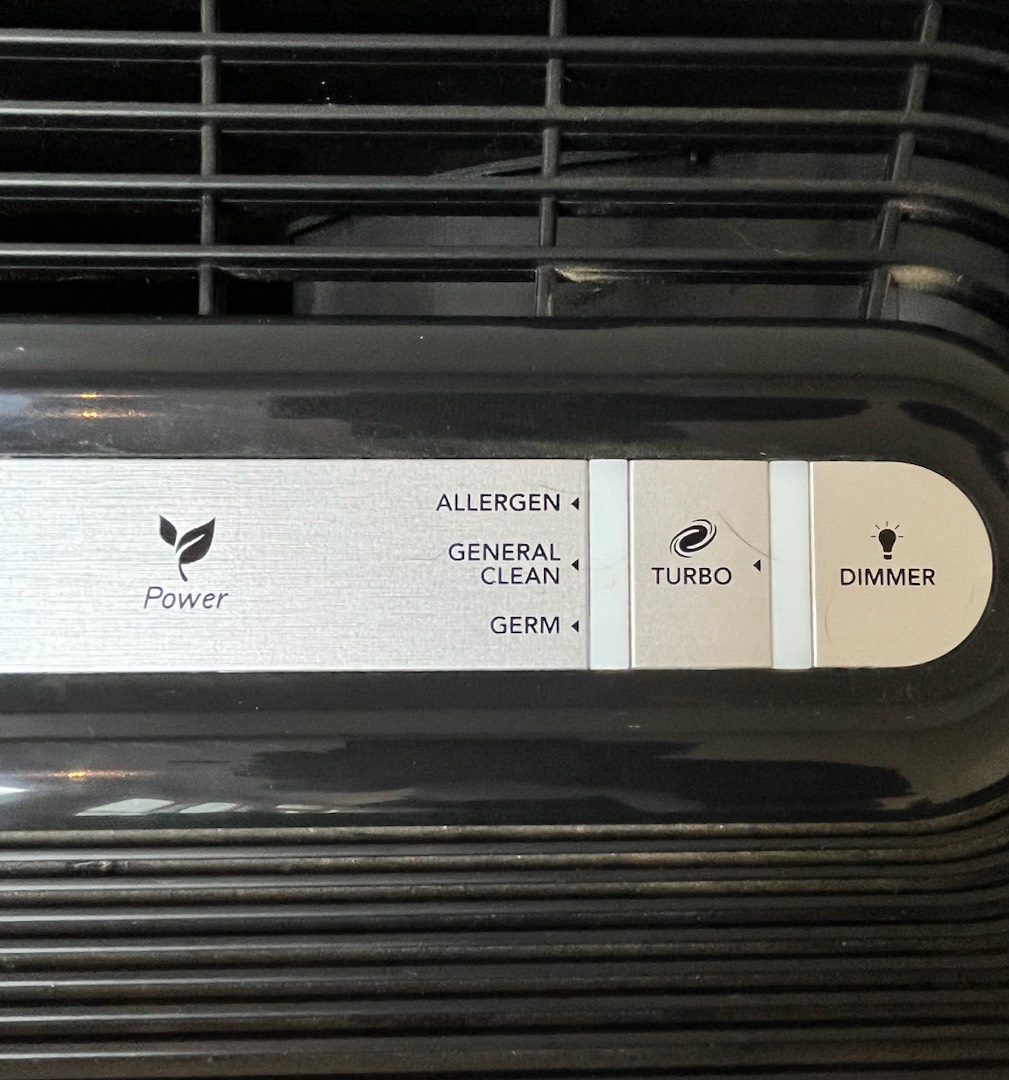 Power
ALLERGEN
GENERAL
CLEAN
GERM
TURBO
DIMMER